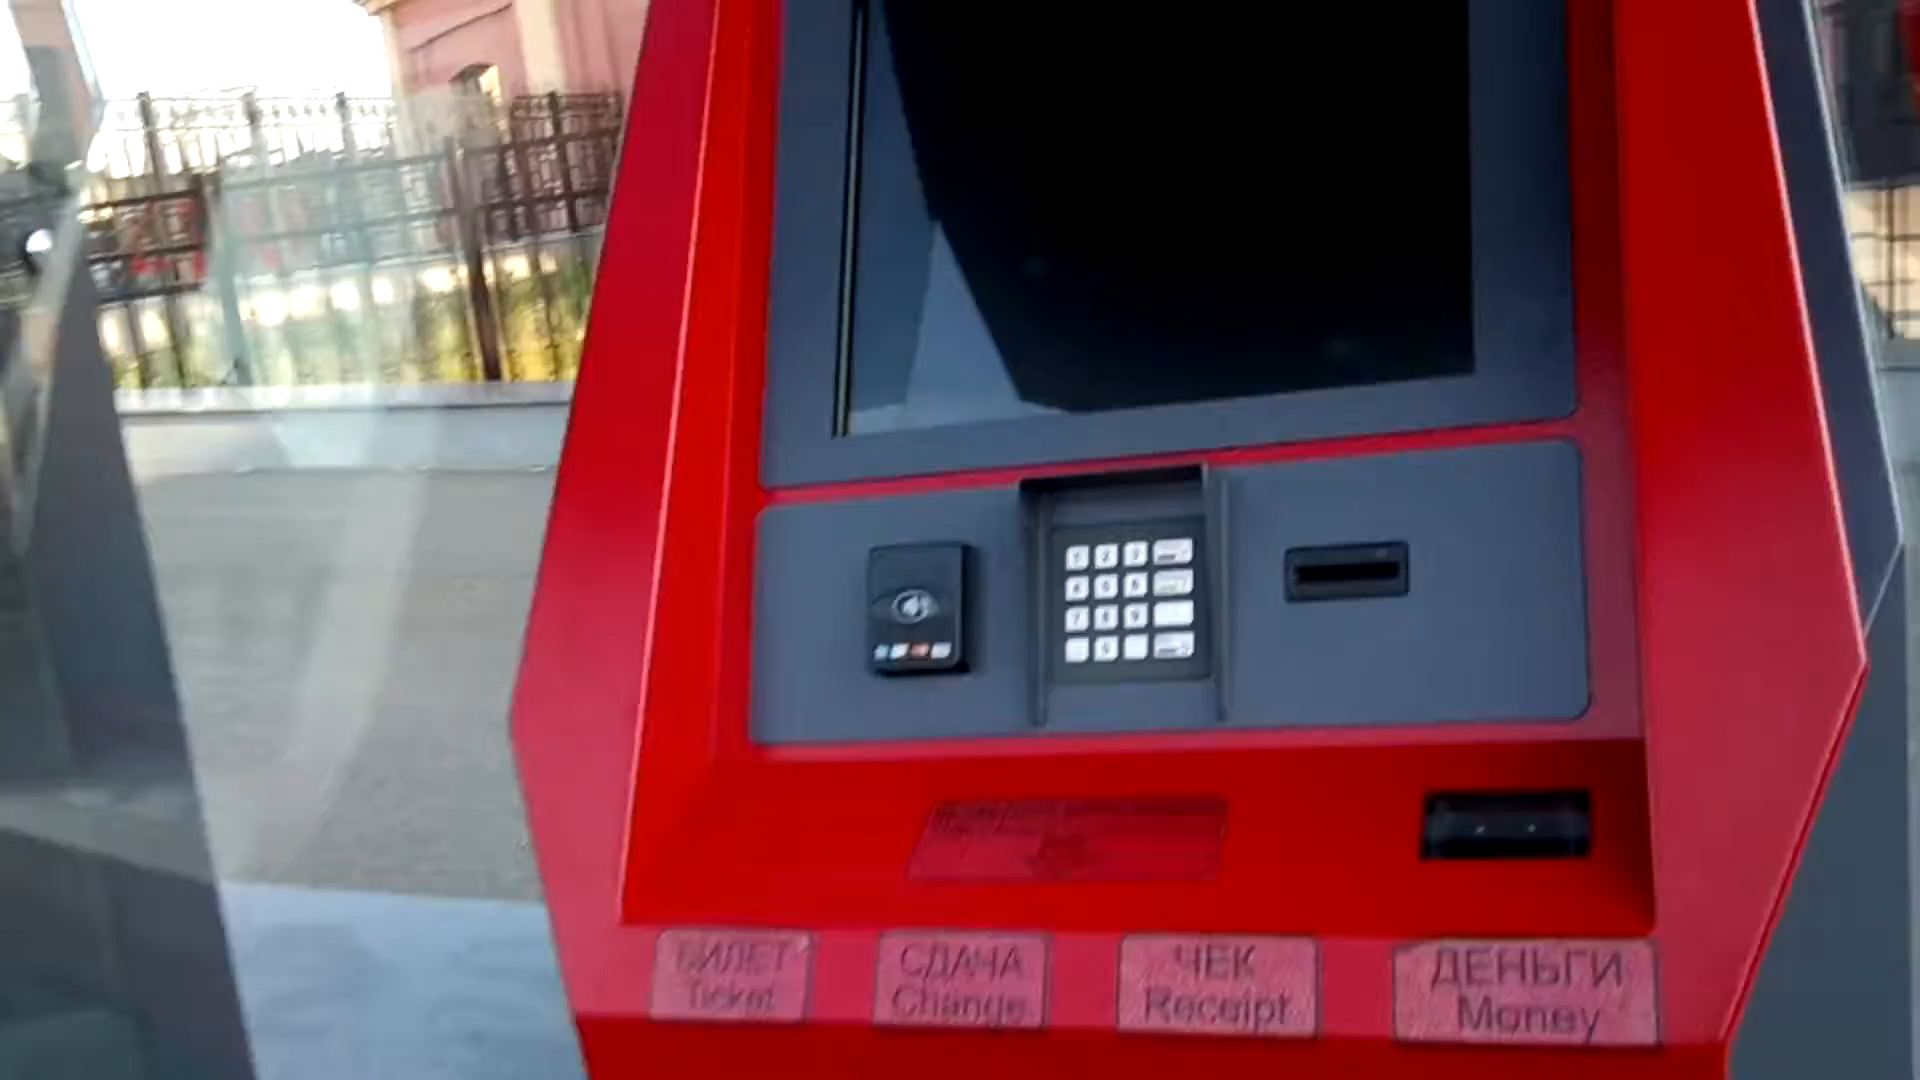 БИЛЕТ
Ticket
СДАЧА
Change
ЧЕК
Receipt
ДЕНЬГИ
Money